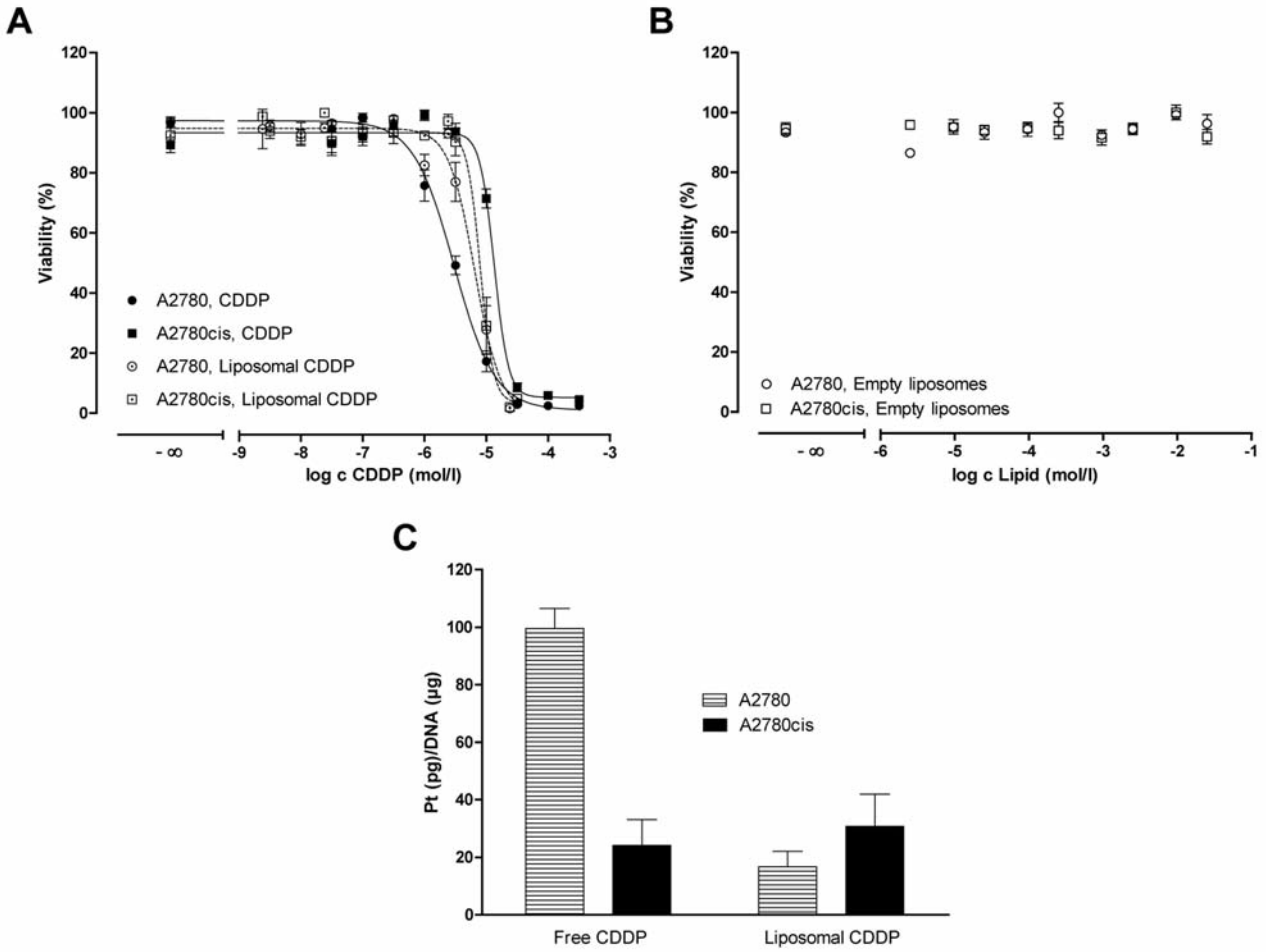 A
120
100
80
60
40
20
0
Viability (%)
A2780, CDDP
A2780cis, CDDP
A2780, Liposomal CDDP
A2780cis, Liposomal CDDP
- ∞
-9
-8
-7
-6
-5
-4
-3
log c CDDP (mol/l)
B
120
100
80
60
40
20
0
Viability (%)
A2780, Empty liposomes
A2780cis, Empty liposomes
- ∞
-6
-5
-4
-3
-2
-1
log c Lipid (mol/l)
C
120
100
80
60
40
20
0
Pt (pg)/DNA (µg)
A2780
A2780cis
Free CDDP
Liposomal CDDP